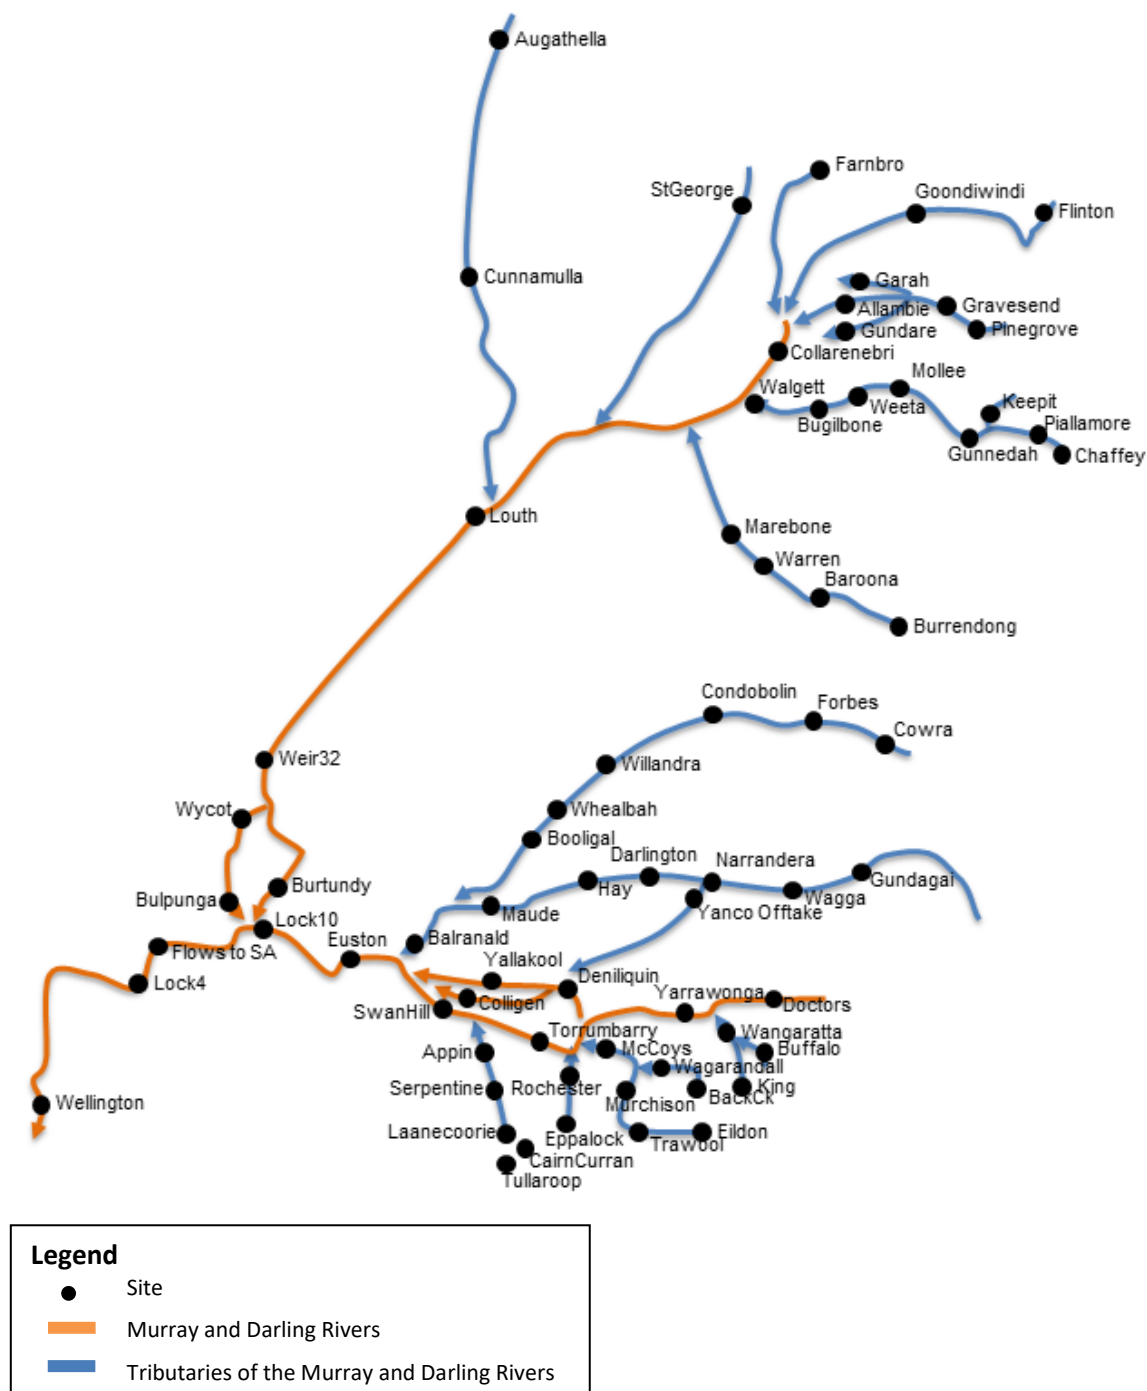 Augathella
Farnbro
StGeorge
Goondiwindi
Flinton
Cunnamulla
Garah
Allambie
Gravesend
Gundare
Pinegrove
Collarenebri
Mollee
Walgett
Weeta
Keepit
Bugilbone
Piallamore
Gunnedah
Chaffey
Louth
Marebone
Warren
Baroona
Burrendong
Condobolin
Forbes
Cowra
Weir32
Willandra
Wycot
Whealbah
Booligal
Darlington
Narrandera
Gundagai
Burtundy
Hay
Wagga
Bulpunga
Maude
Yanco Offtake
Lock10
Euston
Balranald
Flows to SA
Yallakool
Deniliquin
Lock4
Colligen
Yarrawonga
Doctors
SwanHill
Torrumbarry
Wangaratta
Appin
McCoys
Buffalo
Wagarandall
Serpentine
Rochester
King
BackCk
Murchison
Wellington
Laanecoorie
Eppalock
Trawool
Eildon
CairnCurran
Tullaroop
Legend
Site
Murray and Darling Rivers
Tributaries of the Murray and Darling Rivers